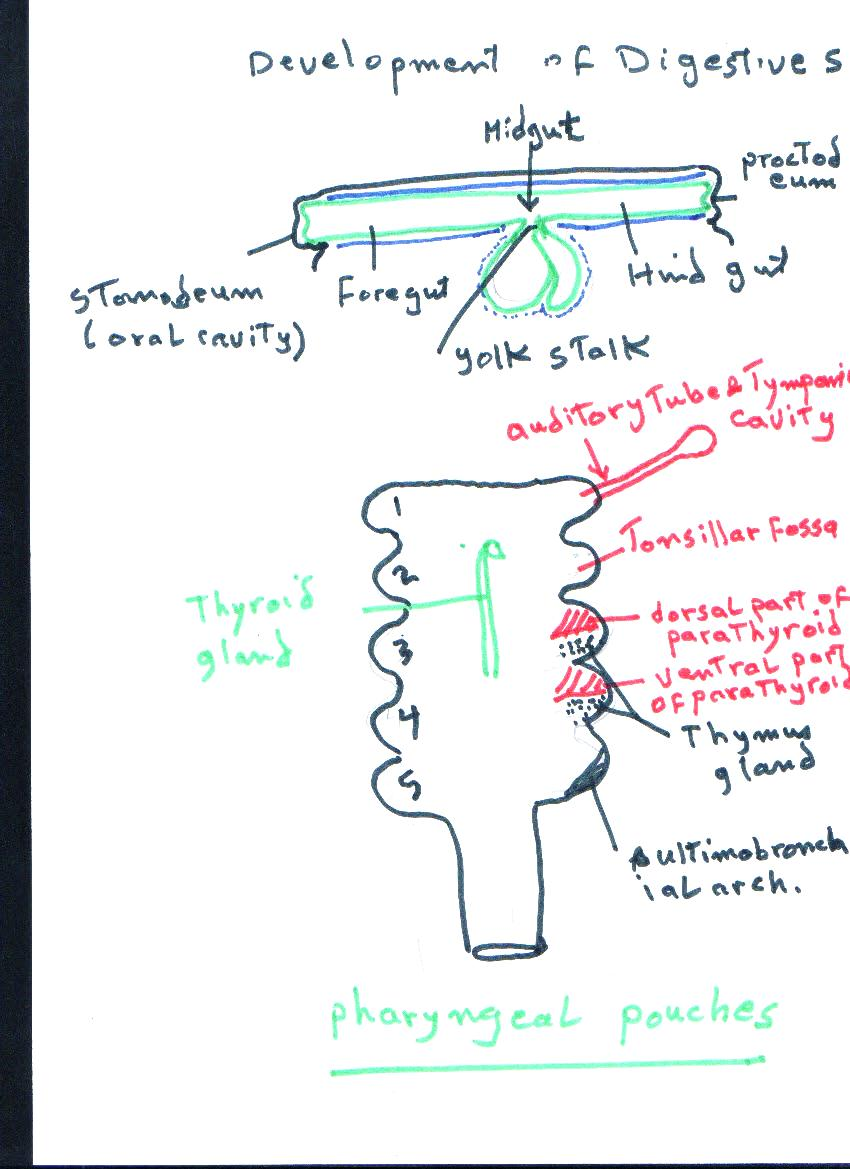 Development of Digestive s
Midgut
proctod
eum
stomodeum
(oral cavity)
Foregut
Hind gut
yolk stalk
auditory Tube & Tympani
cavity
1
Tonsillar Fossa
2
Thyroid
gland
dorsal part of
parathyroid
3
ventral part
of parathyroid
4
Thymus
gland
5
ultimobranch
ial arch.
pharyngeal pouches